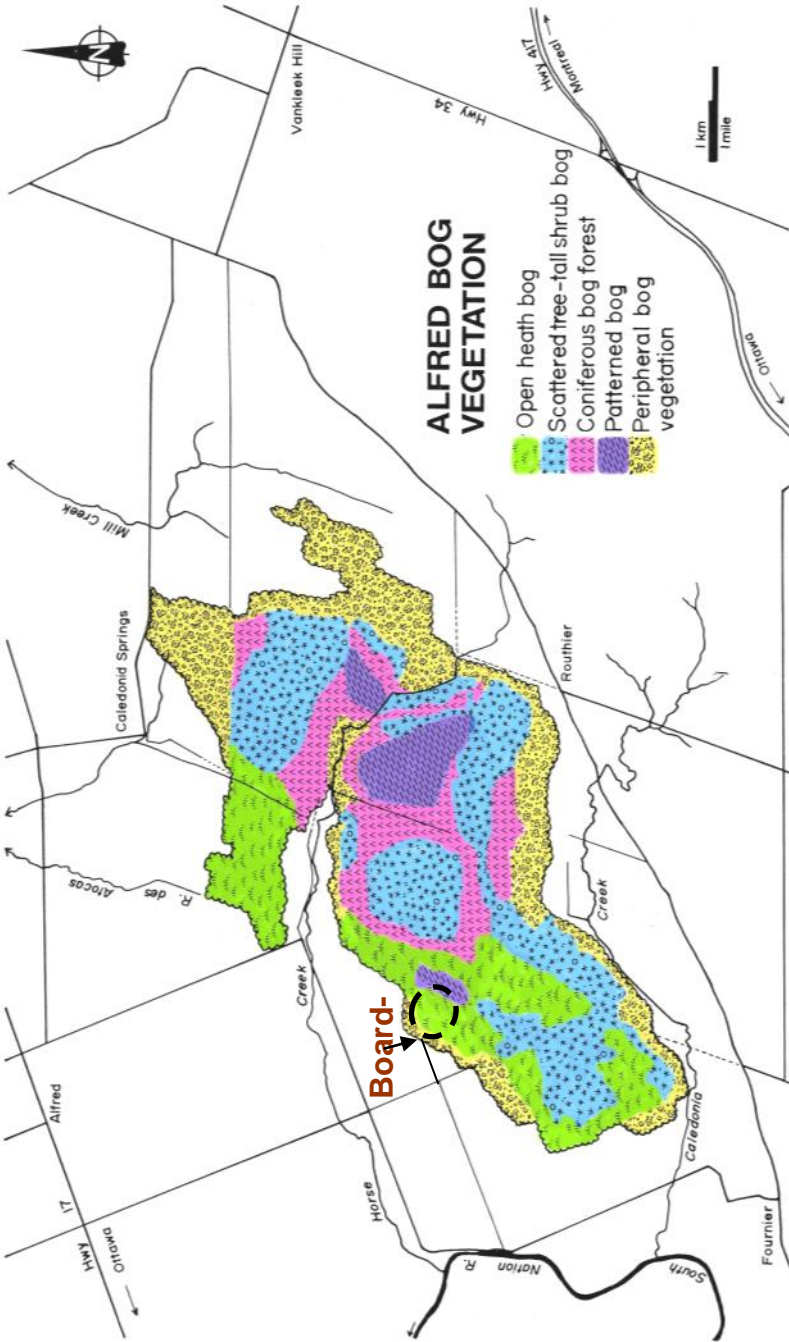 ALFRED BOG
VEGETATION
Open heath bog
Scattered tree-tall shrub bog
Coniferous bog forest
Patterned bog
Peripheral bog
vegetation
N
Vankleek Hill
Hwy 34
Hwy 417
Montreal
Ottawa
1 km
1 mile
Mill Creek
Caledonid Springs
R. des
Atocas
Alfred
Hwy 17
Ottawa
Horse
Creek
Board-
Routhier
Creek
Caledonia
South
Nation
R.
Fournier